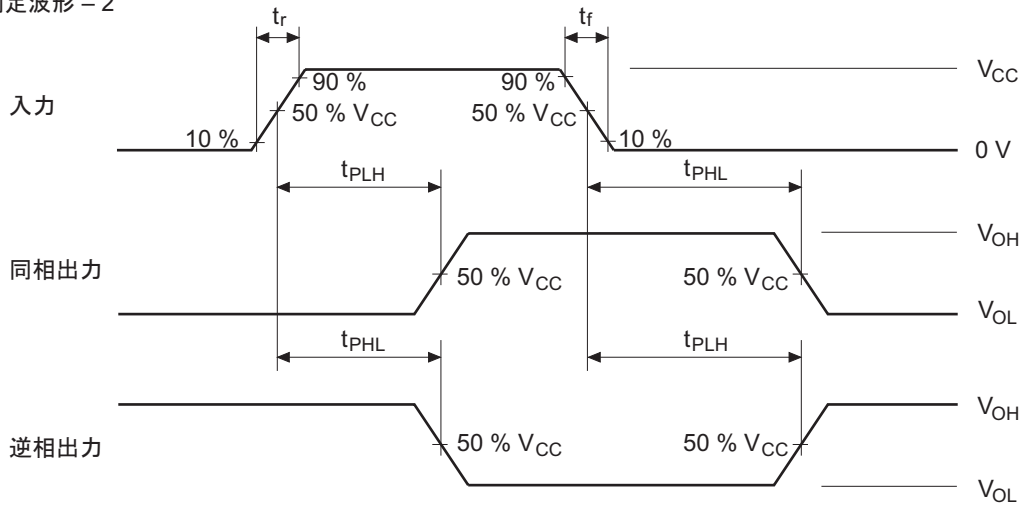 定波形 – 2
tr tf
入力 10 % 90 % 50 % VCC 90 % 50 % VCC 10 % VCC 0 V
tPLH tPHL
同相出力 50 % VCC 50 % VCC VOH VOL
tPHL tPLH
逆相出力 50 % VCC 50 % VCC VOH VOL